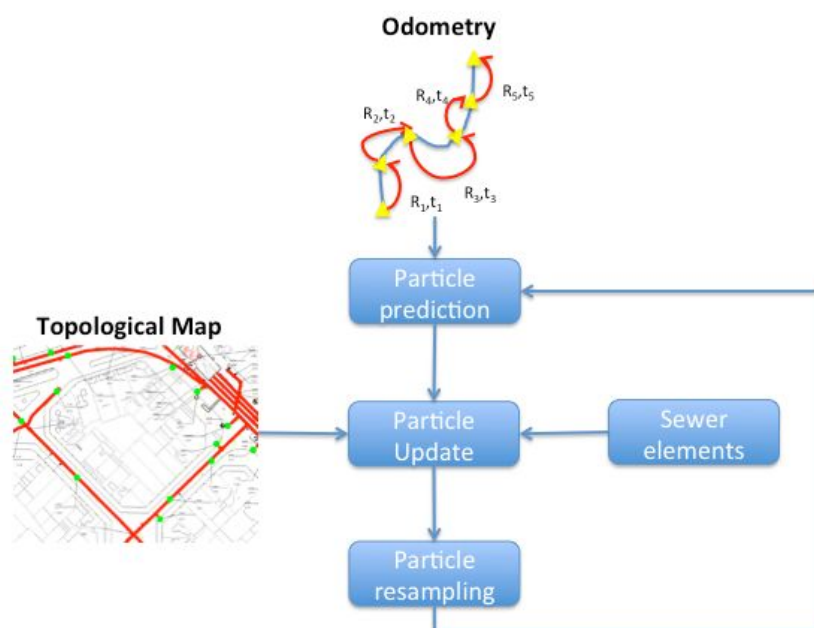 Odometry
R₄,t₄
R₅,t₅
R₂,t₂
R₃,t₃
R₁,t₁
Particle
prediction
Topological Map
Particle
Update
Sewer
elements
Particle
resampling